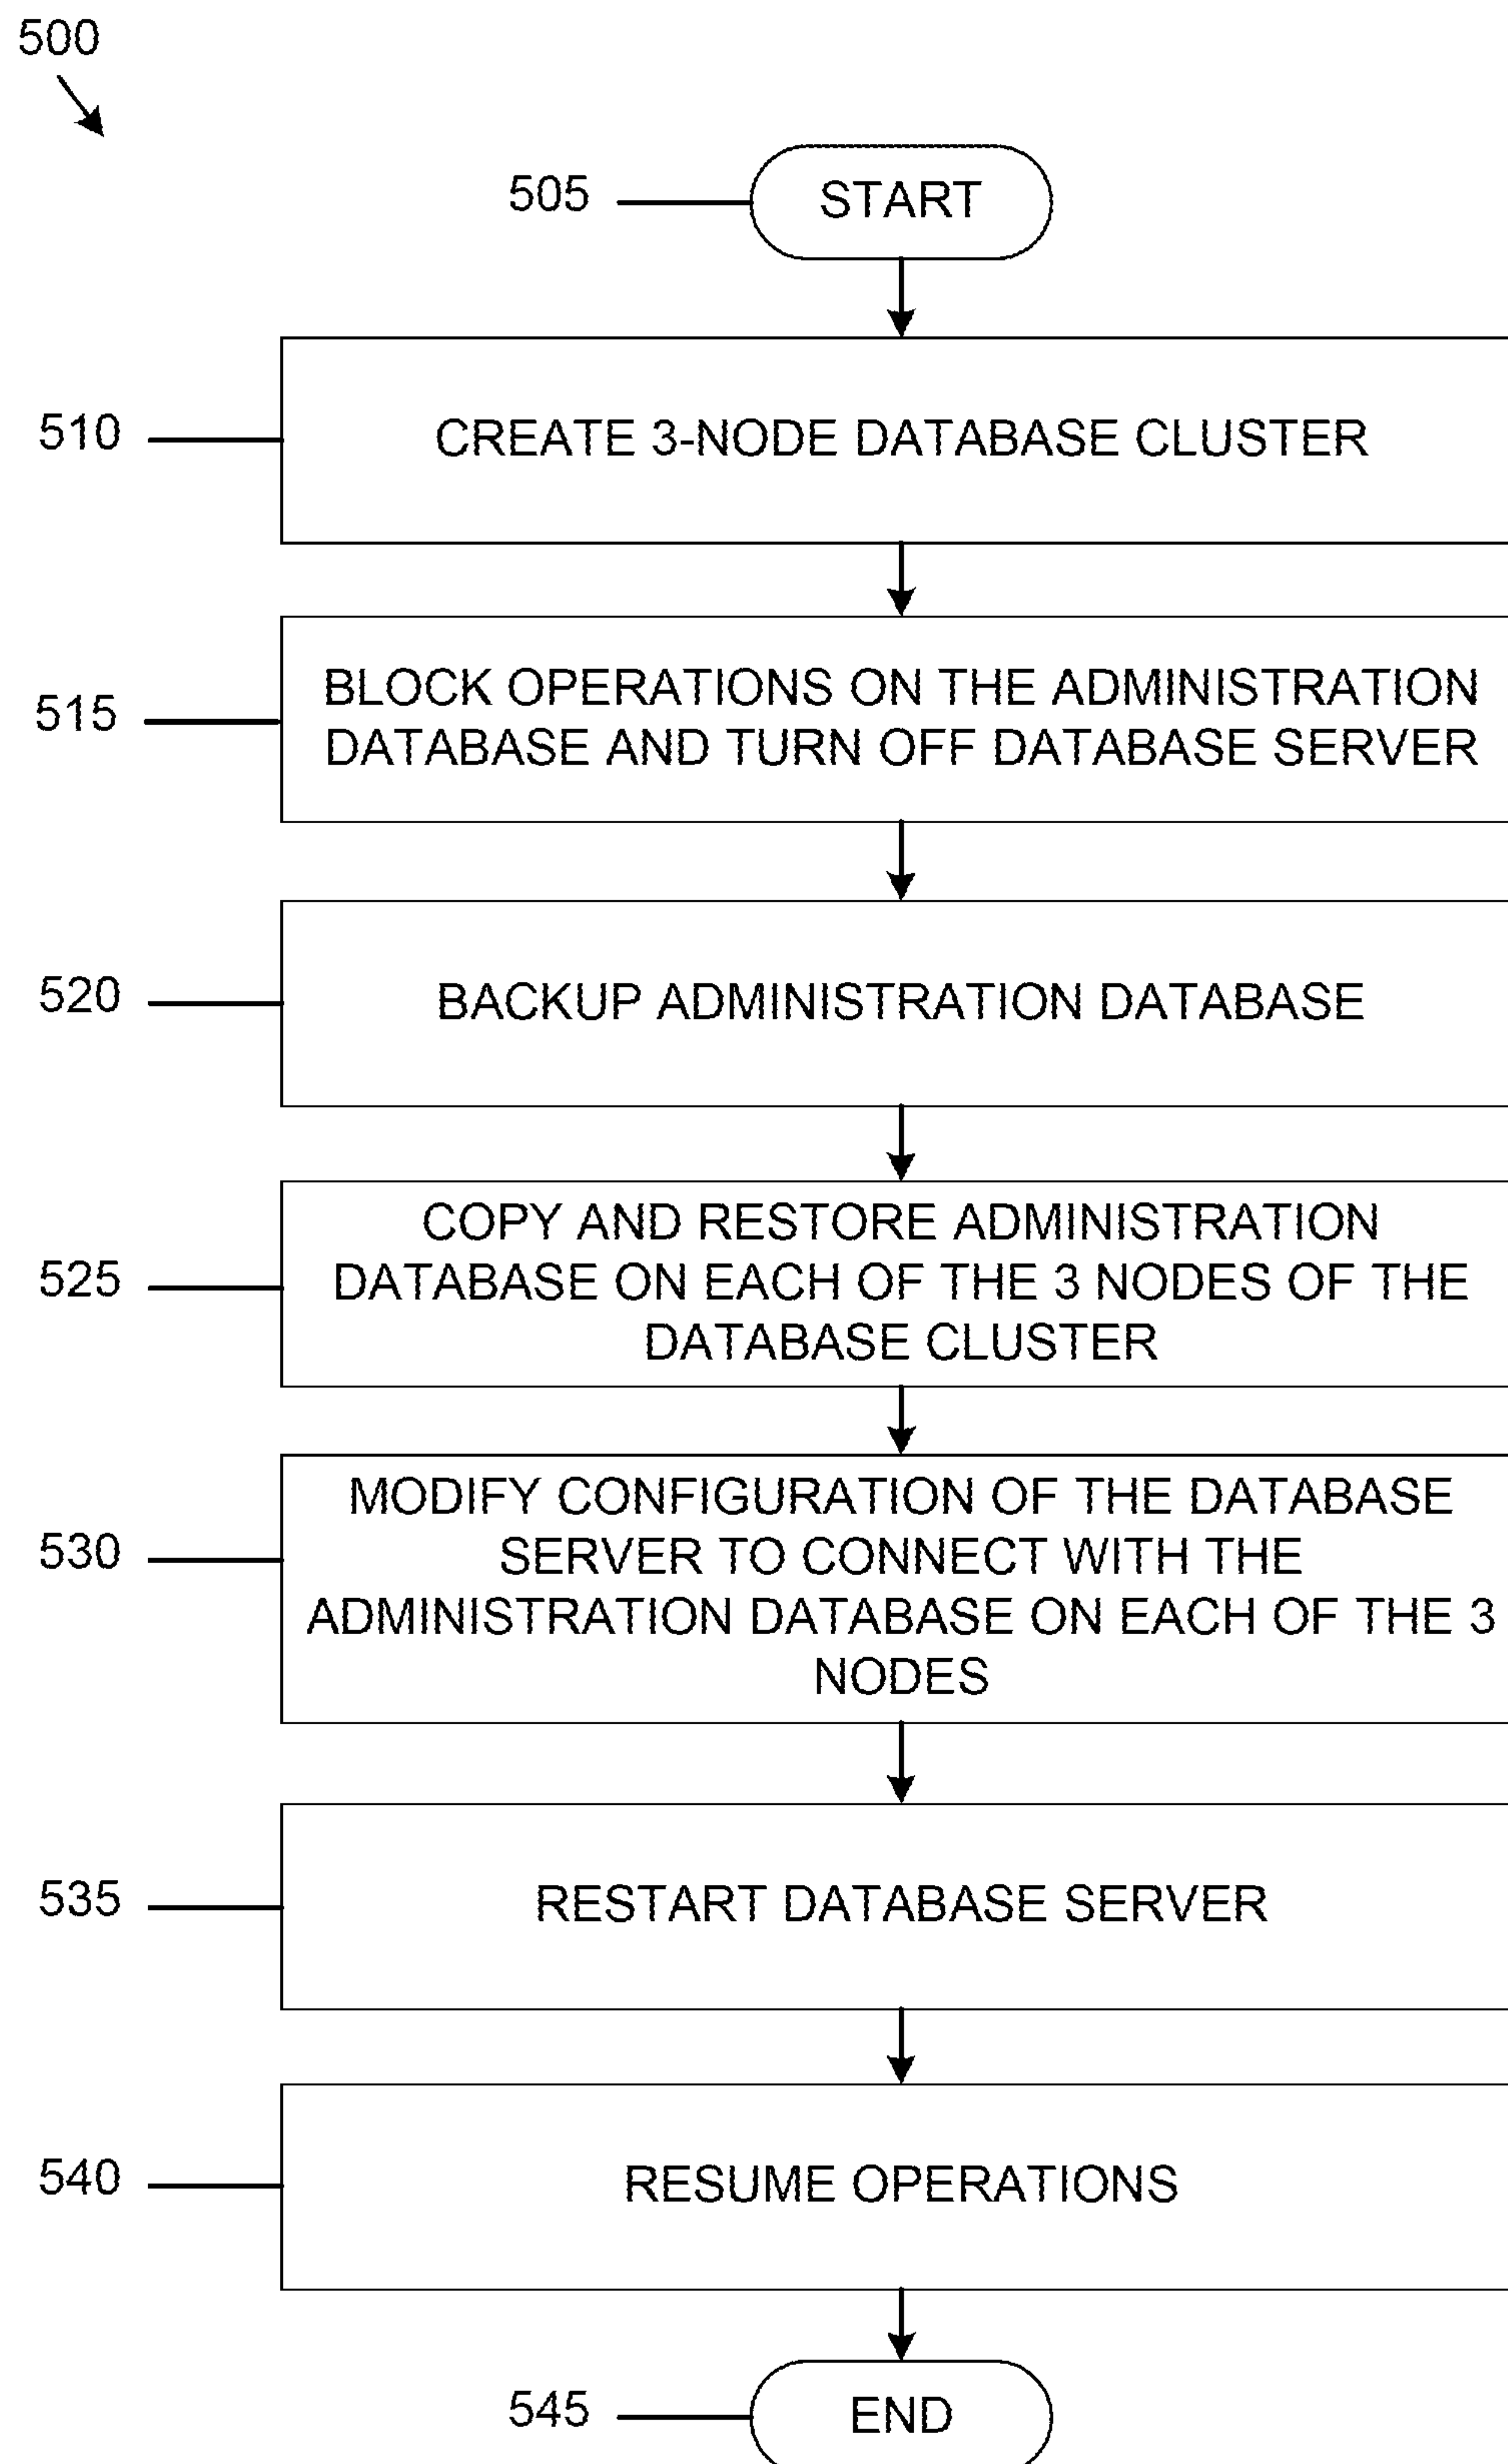 500
505
START
510
CREATE 3-NODE DATABASE CLUSTER
515
BLOCK OPERATIONS ON THE ADMINISTRATION
DATABASE AND TURN OFF DATABASE SERVER
520
BACKUP ADMINISTRATION DATABASE
525
COPY AND RESTORE ADMINISTRATION
DATABASE ON EACH OF THE 3 NODES OF THE
DATABASE CLUSTER
530
MODIFY CONFIGURATION OF THE DATABASE
SERVER TO CONNECT WITH THE
ADMINISTRATION DATABASE ON EACH OF THE 3
NODES
535
RESTART DATABASE SERVER
540
RESUME OPERATIONS
545
END